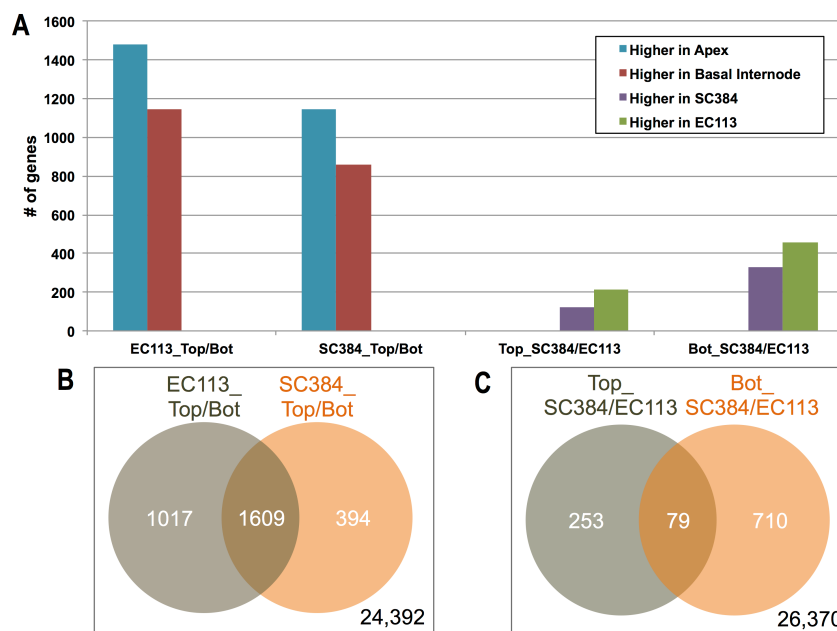 A
1600
1400
1200
1000
800
600
400
200
0
# of genes
Higher in Apex
Higher in Basal Internode
Higher in SC384
Higher in EC113
EC113_Top/Bot
SC384_Top/Bot
Top_SC384/EC113
Bot_SC384/EC113
B
EC113_
Top/Bot
SC384_
Top/Bot
1017
1609
394
24,392
C
Top_
SC384/EC113
Bot_
SC384/EC113
253
79
710
26,370